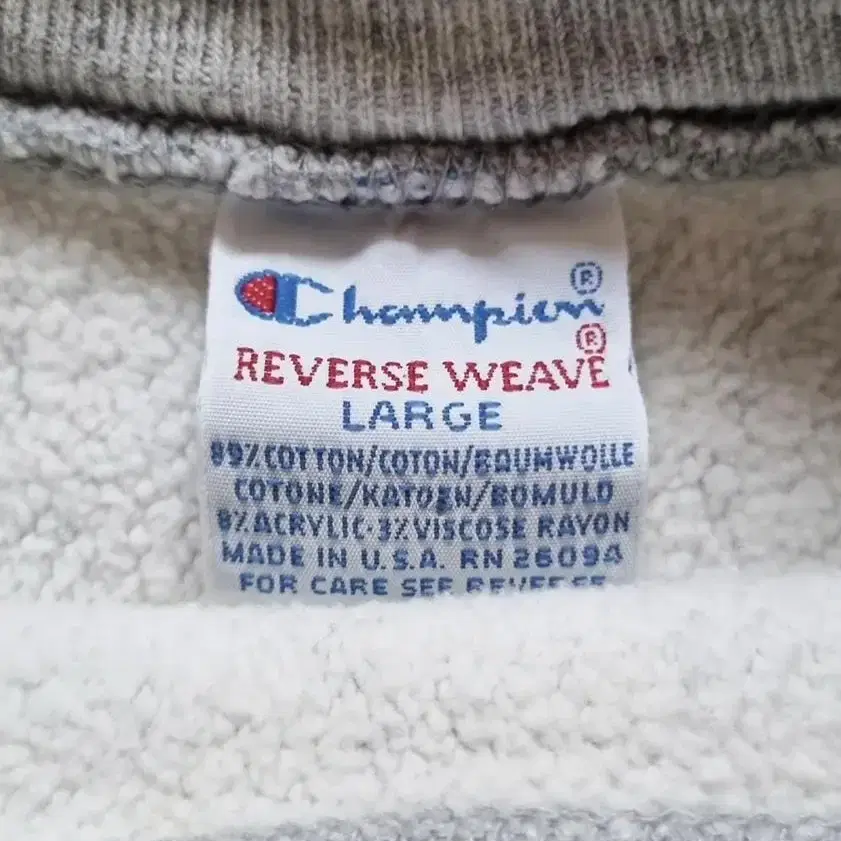 Champion®
REVERSE WEAVE®
LARGE
89% COTTON/COTON/BAUMWOLLE
COTONE/KATOEN/BOMULD
8% ACRYLIC-3% VISCOSE RAYON
MADE IN U.S.A. RN 26094
FOR CARE SEE REVERSE